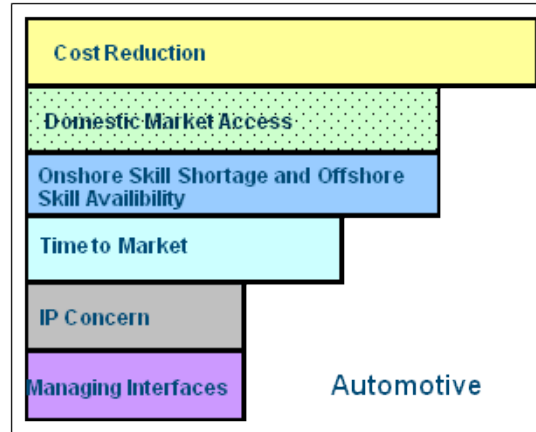 Cost Reduction
Domestic Market Access
Onshore Skill Shortage and Offshore
Skill Availibility
Time to Market
IP Concern
Managing Interfaces
Automotive